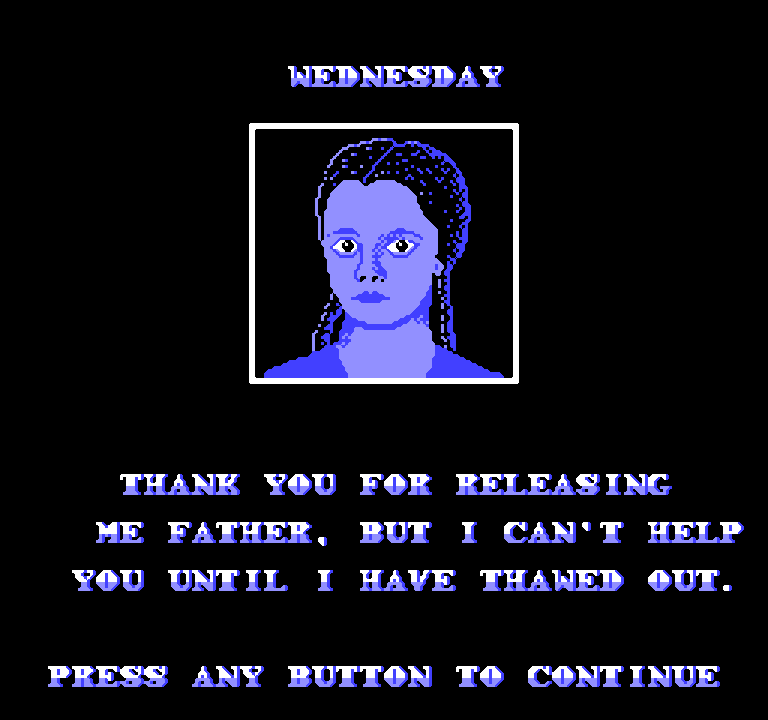 WEDNESDAY
THANK YOU FOR RELEASING
ME FATHER, BUT I CAN'T HELP
YOU UNTIL I HAVE THAWED OUT.
PRESS ANY BUTTON TO CONTINUE